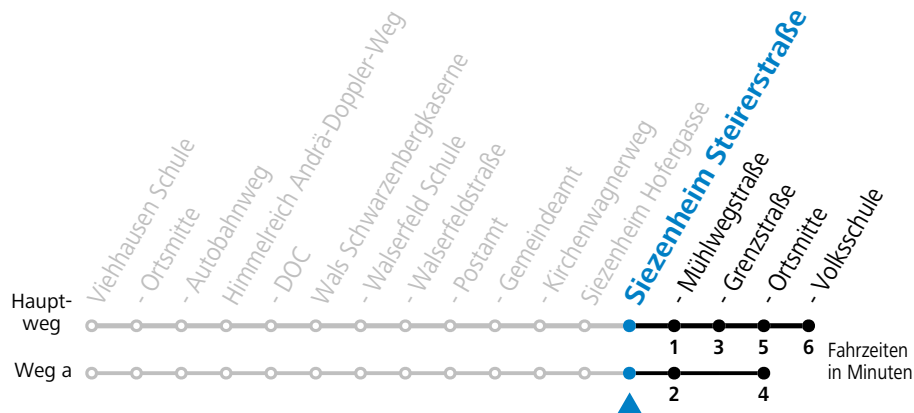 Viehhausen Schule
- Ortsmitte
- Autobahnweg
Himmelreich Andrä-Doppler-Weg
- DOC
Wals Schwarzenbergkaserne
Walserfeld Schule
- Walserfeldstraße
- Postamt
- Gemeindeamt
- Kirchenwagnerweg
Siezenheim Hofergasse
Siezenheim Steirerstraße
- Mühlwegstraße
- Grenzstraße
- Ortsmitte
- Volksschule
Haupt-
weg
1 3 5 6
Fahrzeiten
in Minuten
Weg a
2 4